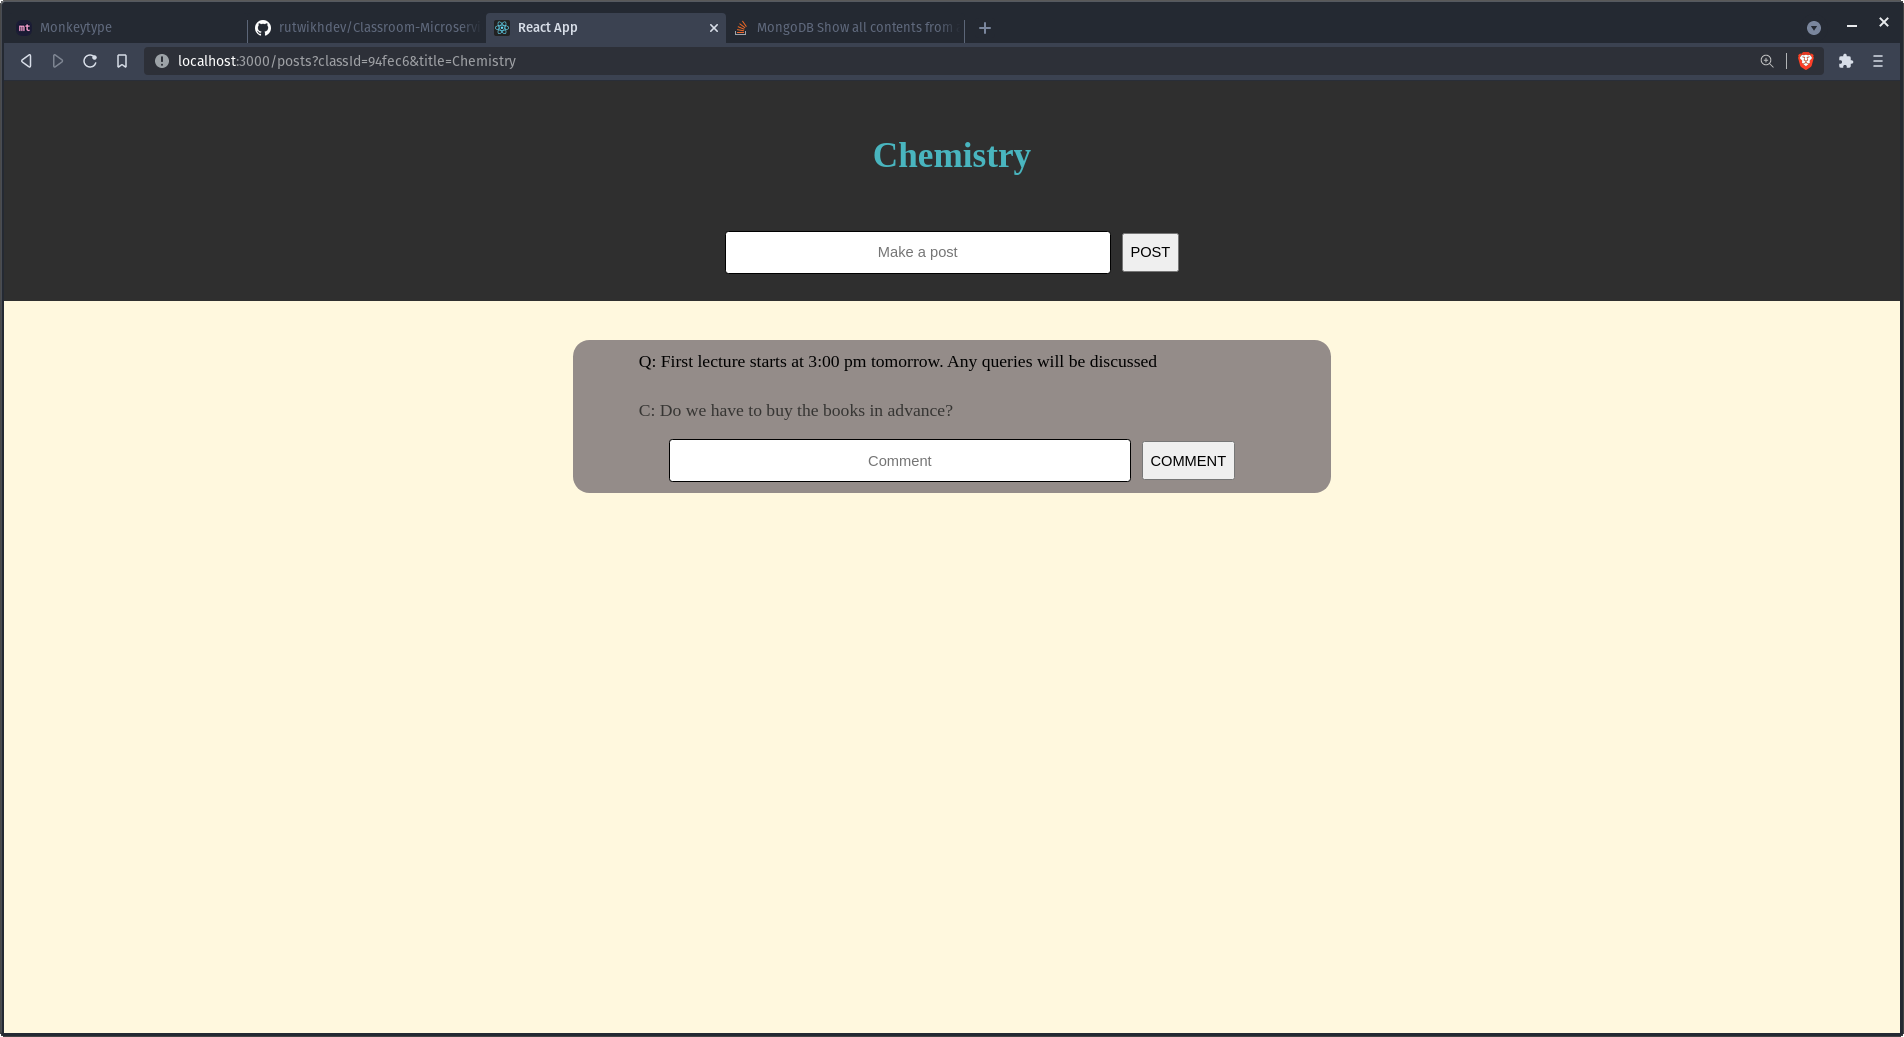 mt Monkeytype
rutwikhdev/Classroom-Microserv
React App
MongoDB Show all contents from
localhost:3000/posts?classId=94fec6&title=Chemistry
Chemistry
Make a post
POST
Q: First lecture starts at 3:00 pm tomorrow. Any queries will be discussed
C: Do we have to buy the books in advance?
Comment
COMMENT